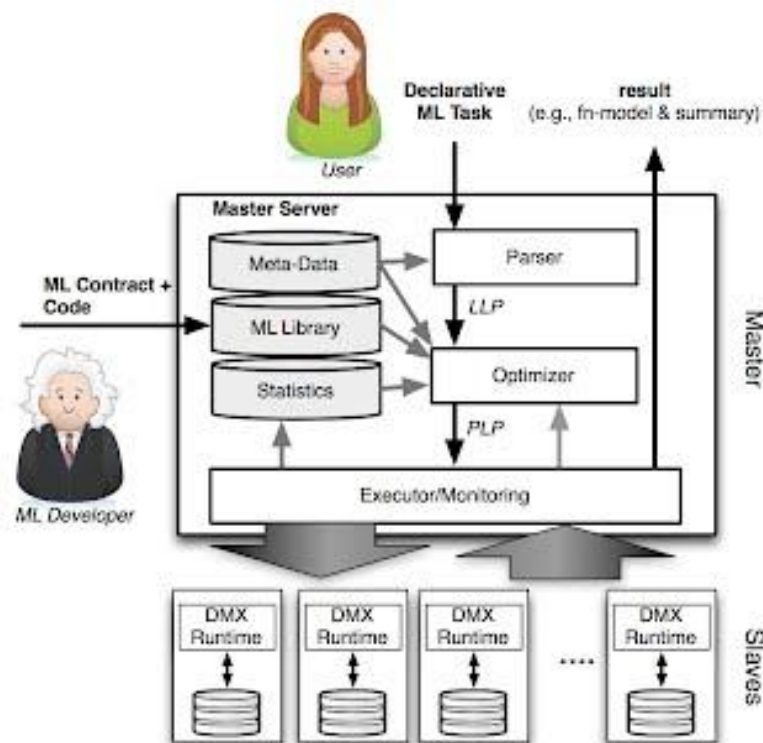 Declarative
ML Task
result
(e.g., fn-model & summary)
User
Master Server
Meta-Data
Parser
ML Contract +
Code
LLP
ML Library
Master
Statistics
Optimizer
PLP
Executor/Monitoring
ML Developer
DMX
Runtime
DMX
Runtime
DMX
Runtime
....
DMX
Runtime
Slaves